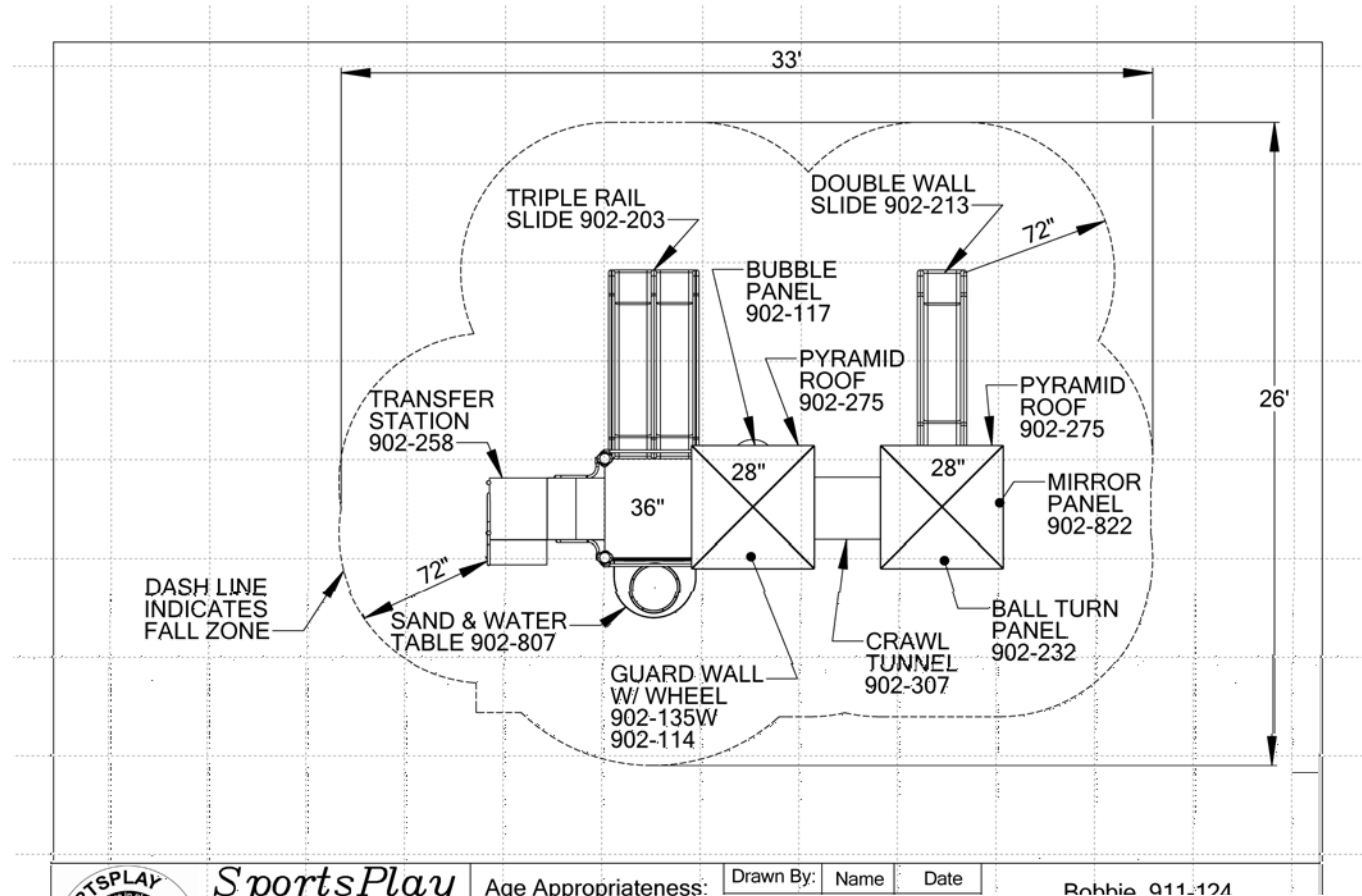 33'
TRIPLE RAIL
SLIDE 902-203
DOUBLE WALL
SLIDE 902-213
72"
BUBBLE
PANEL
902-117
PYRAMID
ROOF
902-275
PYRAMID
ROOF
902-275
26'
TRANSFER
STATION
902-258
28"
28"
36"
MIRROR
PANEL
902-822
72"
DASH LINE
INDICATES
FALL ZONE
SAND & WATER
TABLE 902-807
BALL TURN
PANEL
902-232
CRAWL
TUNNEL
902-307
GUARD WALL
W/ WHEEL
902-135W
902-114
SportsPlay
Age Appropriateness:
Drawn By:
Name
Date
Bobbie 911-124